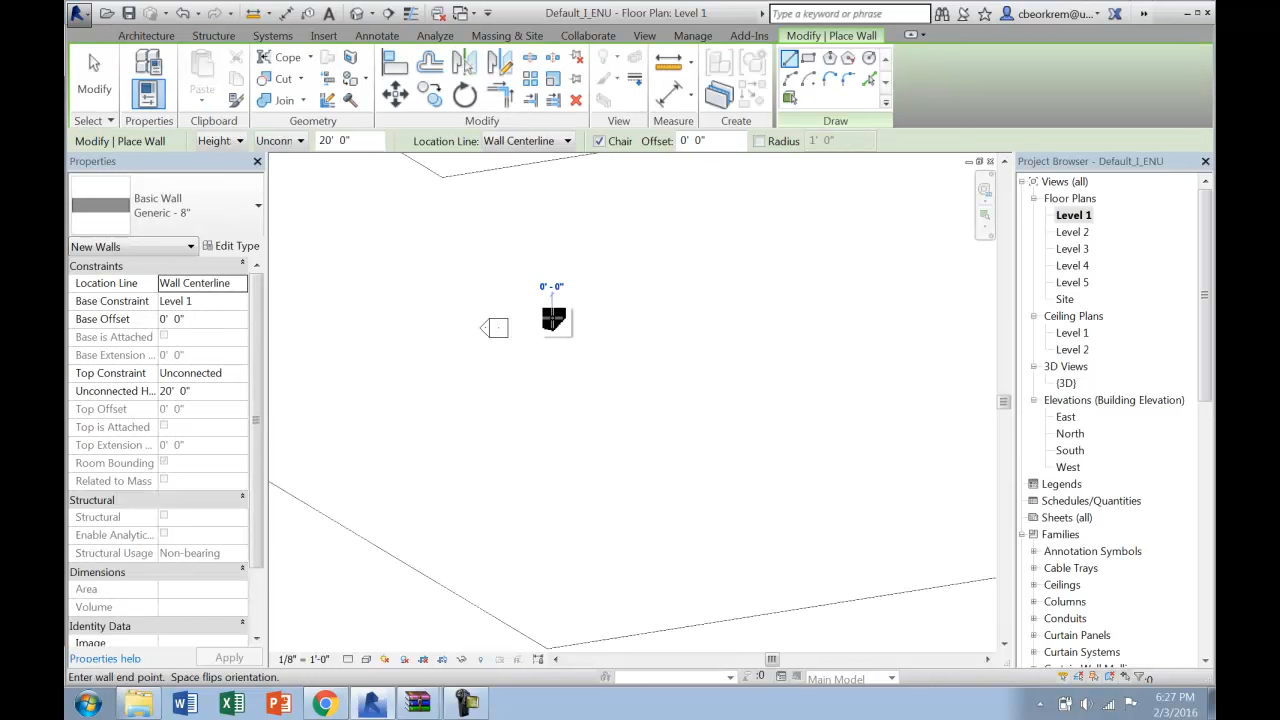 Default_I_ENU - Floor Plan: Level 1
Type a keyword or phrase
cbeorkrem@u...
Architecture Structure Systems Insert Annotate Analyze Massing & Site Collaborate View Manage Add-Ins Modify | Place Wall
Modify
Paste
Cope
Cut
Join
Select Properties Clipboard Geometry Modify View Measure Create Draw
Modify | Place Wall Height: Unconn 20' 0" Location Line: Wall Centerline Chair Offset: 0' 0" Radius 1' 0"
Properties
Basic Wall
Generic - 8"
New Walls Edit Type
Constraints
Location Line Wall Centerline
Base Constraint Level 1
Base Offset 0' 0"
Base is Attached
Base Extension ... 0' 0"
Top Constraint Unconnected
Unconnected H... 20' 0"
Top Offset 0' 0"
Top is Attached
Top Extension ... 0' 0"
Room Bounding
Related to Mass
Structural
Structural
Enable Analytic...
Structural Usage Non-bearing
Dimensions
Area
Volume
Identity Data
Image
Properties help Apply
0' - 0"
Project Browser - Default_I_ENU
Views (all)
Floor Plans
Level 1
Level 2
Level 3
Level 4
Level 5
Site
Ceiling Plans
Level 1
Level 2
3D Views
{3D}
Elevations (Building Elevation)
East
North
South
West
Legends
Schedules/Quantities
Sheets (all)
Families
Annotation Symbols
Cable Trays
Ceilings
Columns
Conduits
Curtain Panels
Curtain Systems
1/8" = 1'-0"
Enter wall end point. Space flips orientation.
:0 Main Model :0
6:27 PM
2/3/2016